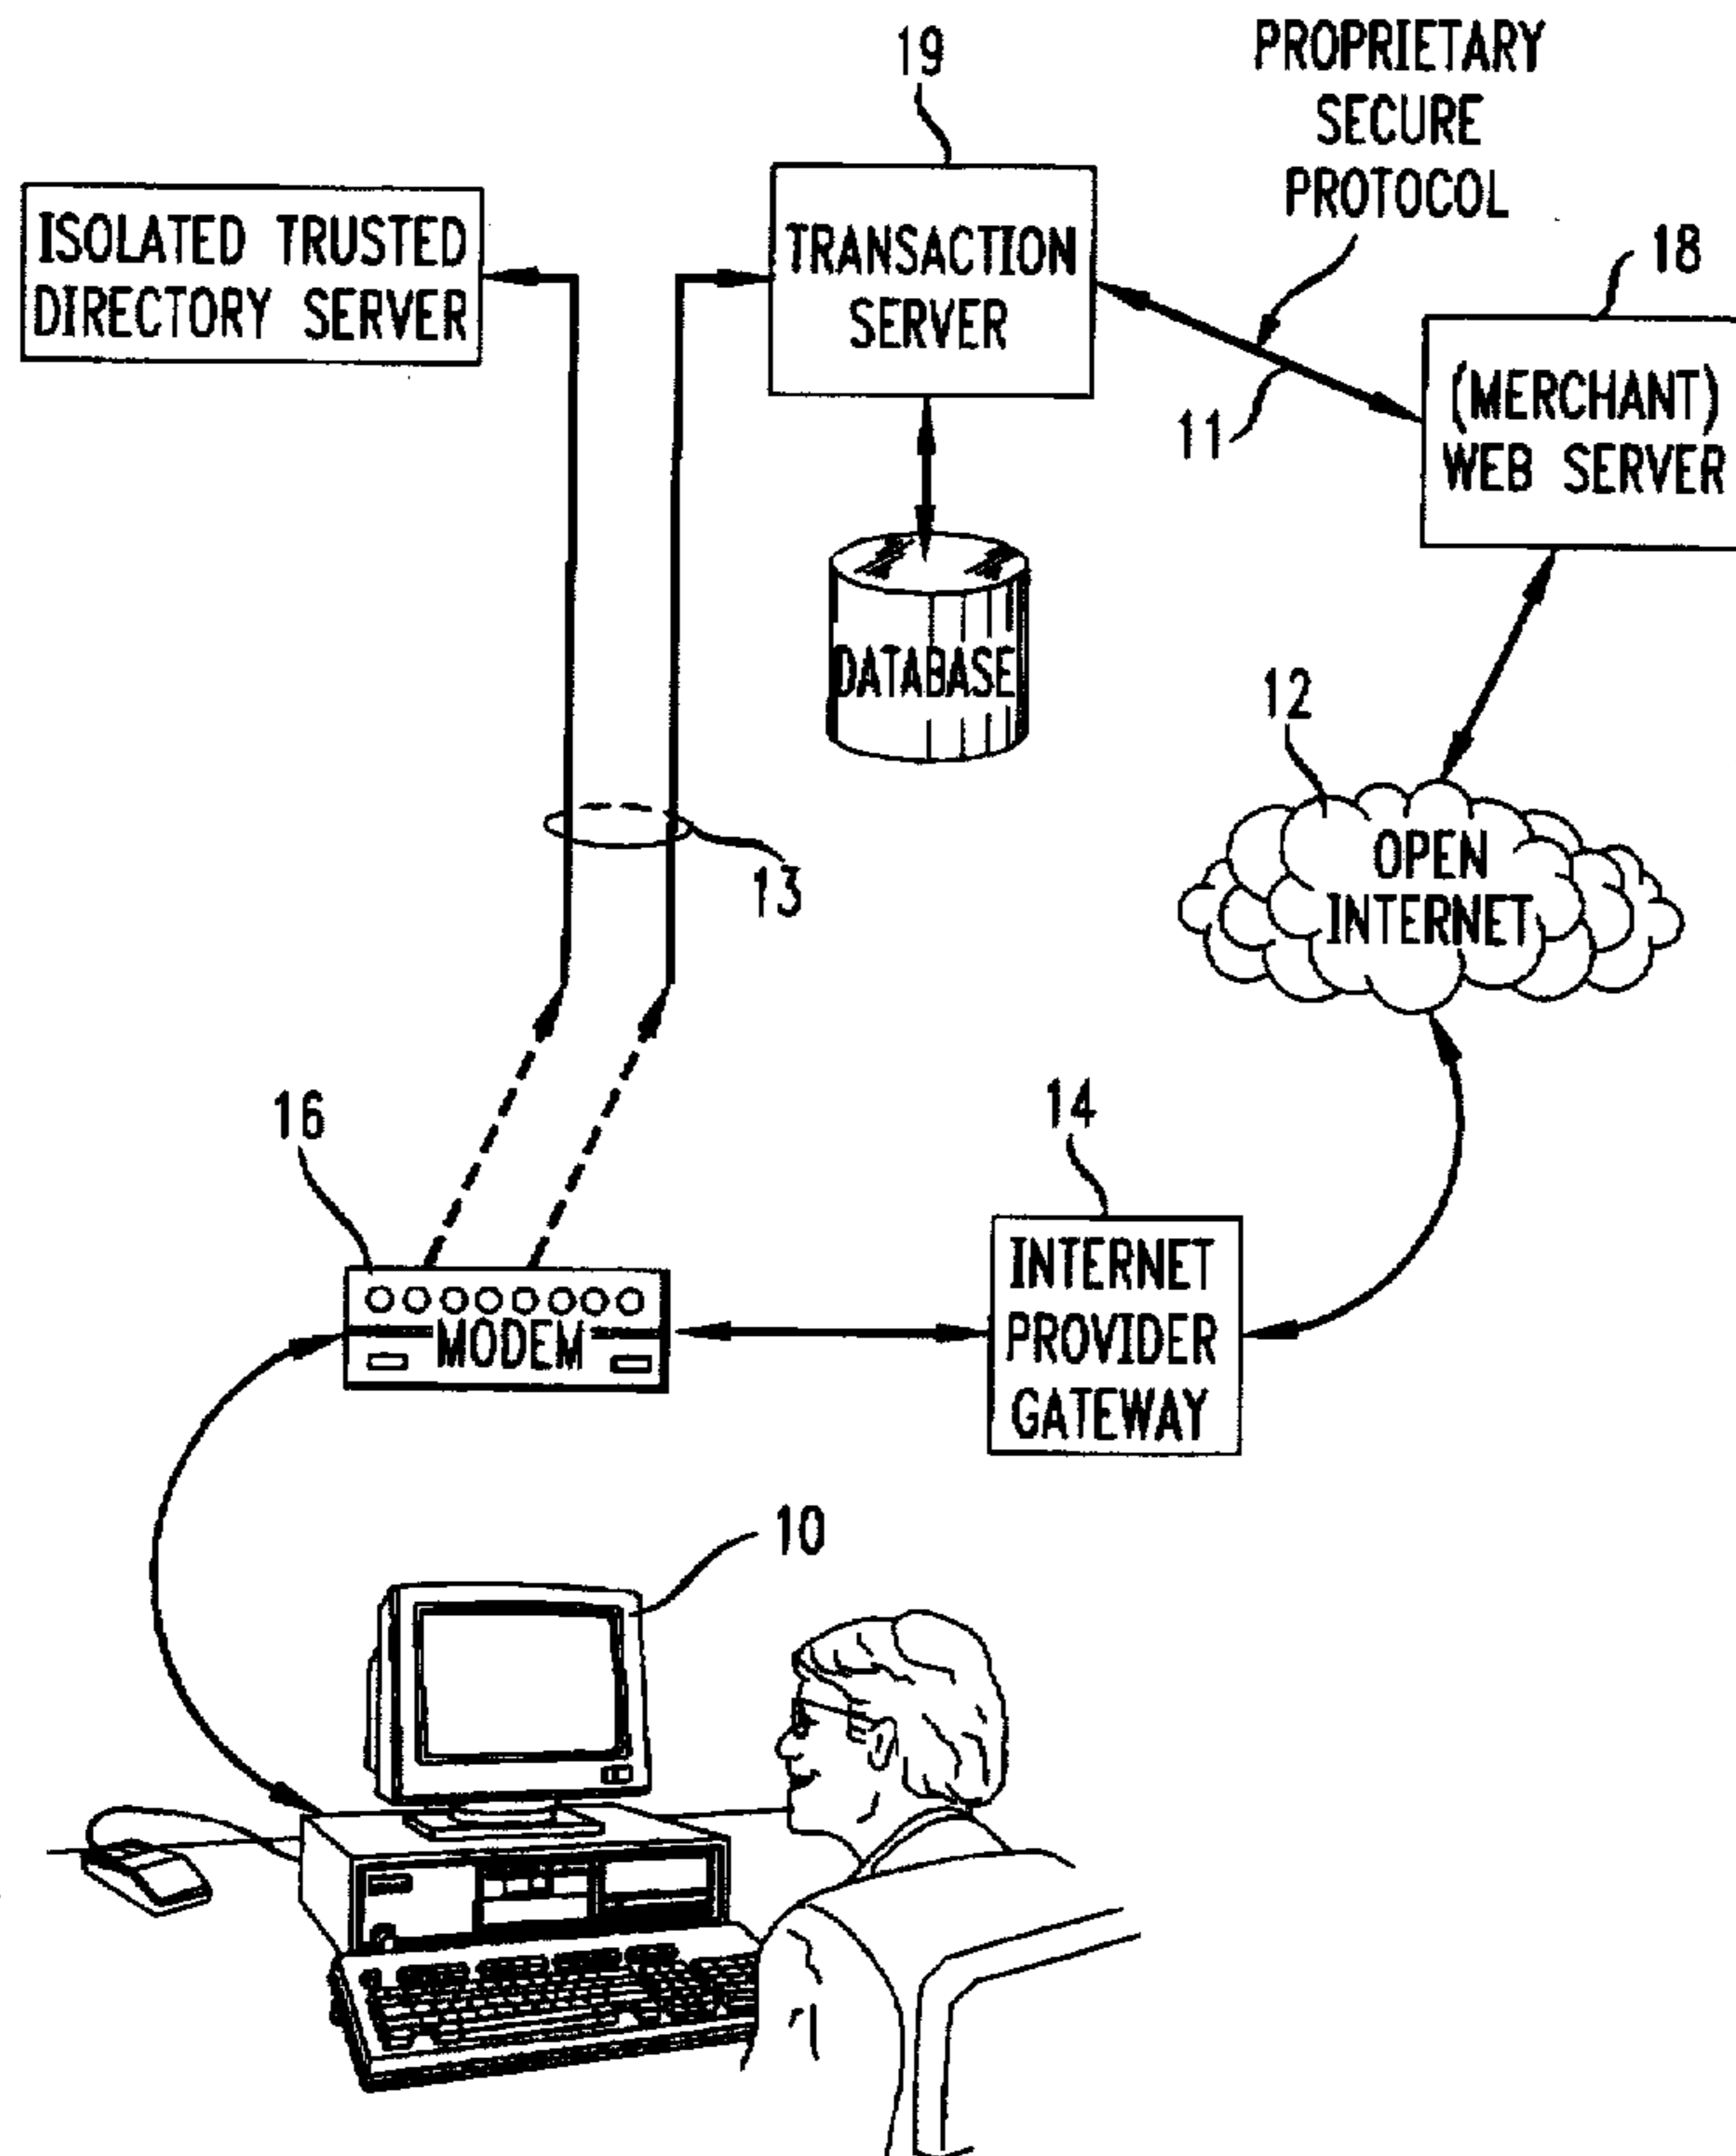 19
PROPRIETARY
SECURE
PROTOCOL
ISOLATED TRUSTED
DIRECTORY SERVER
TRANSACTION
SERVER
18
11
(MERCHANT)
WEB SERVER
DATABASE
12
13
OPEN
INTERNET
16
14
MODEM
INTERNET
PROVIDER
GATEWAY
10